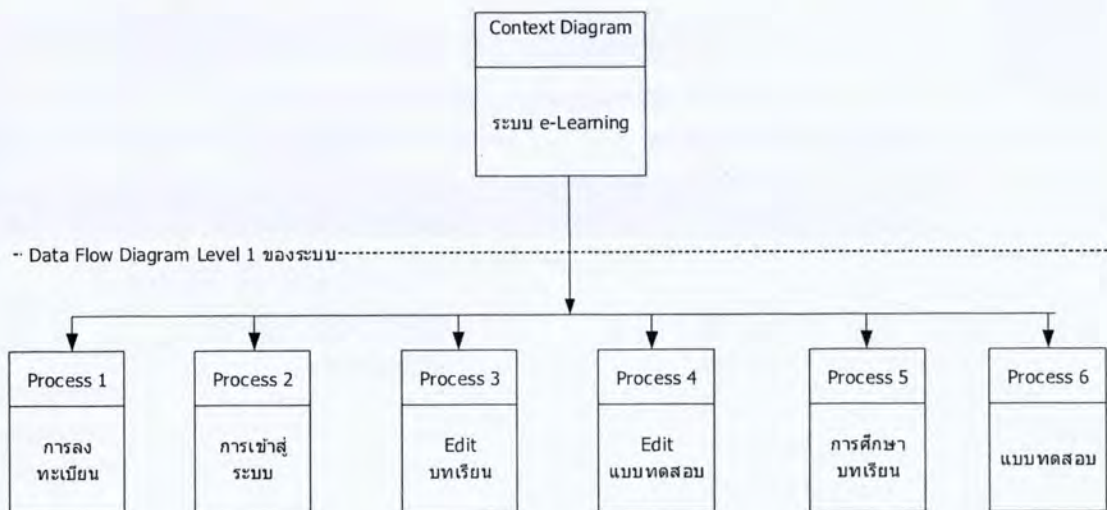 Context Diagram
ระบบ e-Learning
-- Data Flow Diagram Level 1 ของระบบ
Process 1
Process 2
Process 3
Process 4
Process 5
Process 6
การลง
ทะเบียน
การเข้าสู่
ระบบ
Edit
บทเรียน
Edit
แบบทดสอบ
การศึกษา
บทเรียน
แบบทดสอบ